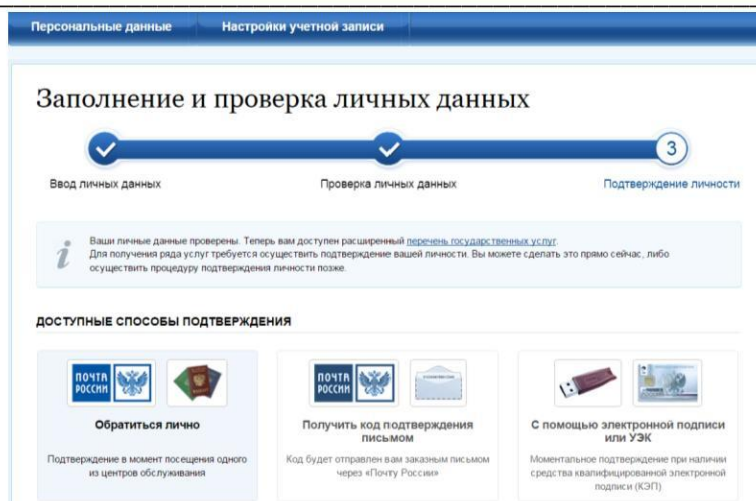 Персональные данные Настройки учетной записи
Заполнение и проверка личных данных
3
Ввод личных данных Проверка личных данных Подтверждение личности
Ваши личные данные проверены. Теперь вам доступен расширенный перечень государственных услуг.
Для получения ряда услуг требуется осуществить подтверждение вашей личности. Вы можете сделать это прямо сейчас, либо
осуществить процедуру подтверждения личности позже.
ДОСТУПНЫЕ СПОСОБЫ ПОДТВЕРЖДЕНИЯ
ПОЧТА
РОССИИ
ПОЧТА
РОССИИ
Обратиться лично
Подтверждение в момент посещения одного
из центров обслуживания
Получить код подтверждения
письмом
Код будет отправлен вам заказным письмом
через «Почту России»
С помощью электронной подписи
или УЭК
Моментальное подтверждение при наличии
средства квалифицированной электронной
подписи (КЭП)